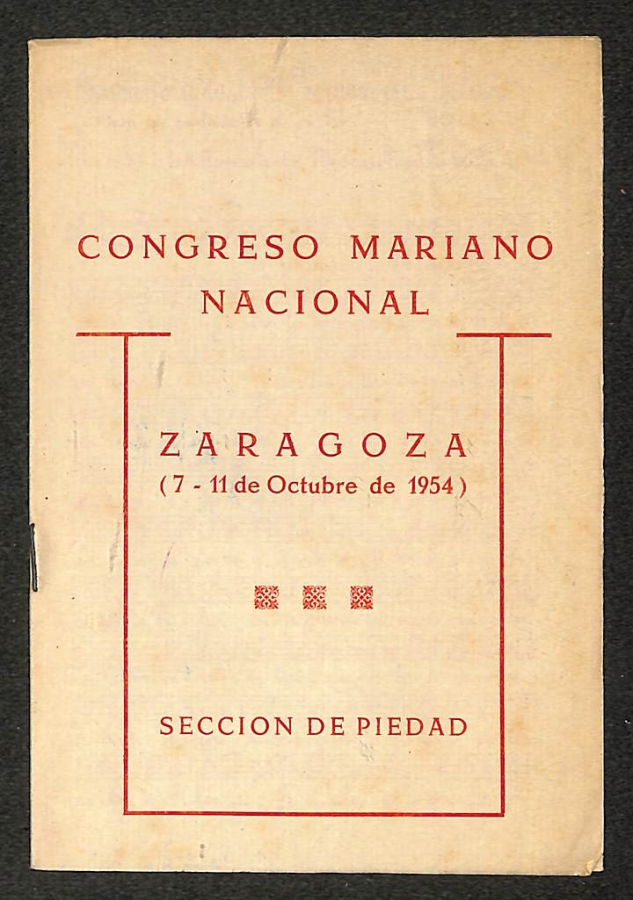 CONGRESO MARIANO
NACIONAL
ZARAGOZA
(7 - 11 de Octubre de 1954)
SECCION DE PIEDAD